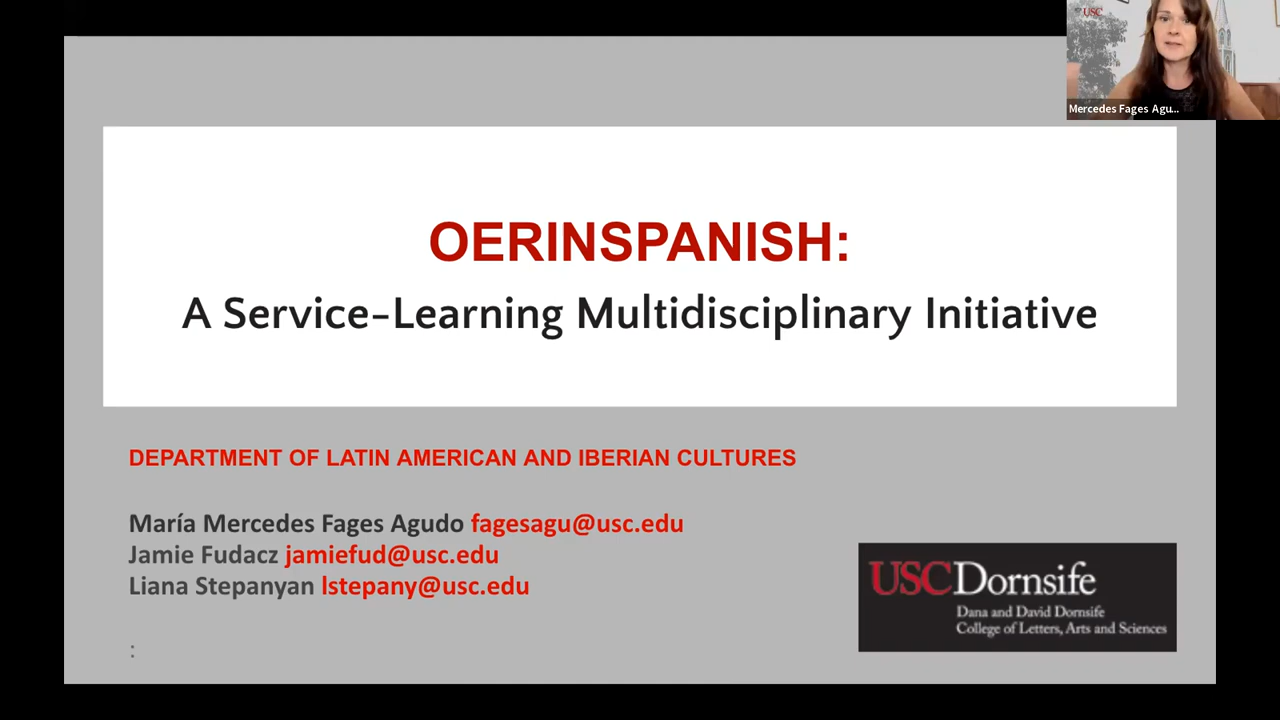 USC
Mercedes Fages Agu...
OERINSPANISH:
A Service-Learning Multidisciplinary Initiative
DEPARTMENT OF LATIN AMERICAN AND IBERIAN CULTURES
María Mercedes Fages Agudo fagesagu@usc.edu
Jamie Fudacz jamiefud@usc.edu
Liana Stepanyan lstepany@usc.edu
:
USCDornsife
Dana and David Dornsife
College of Letters, Arts and Sciences